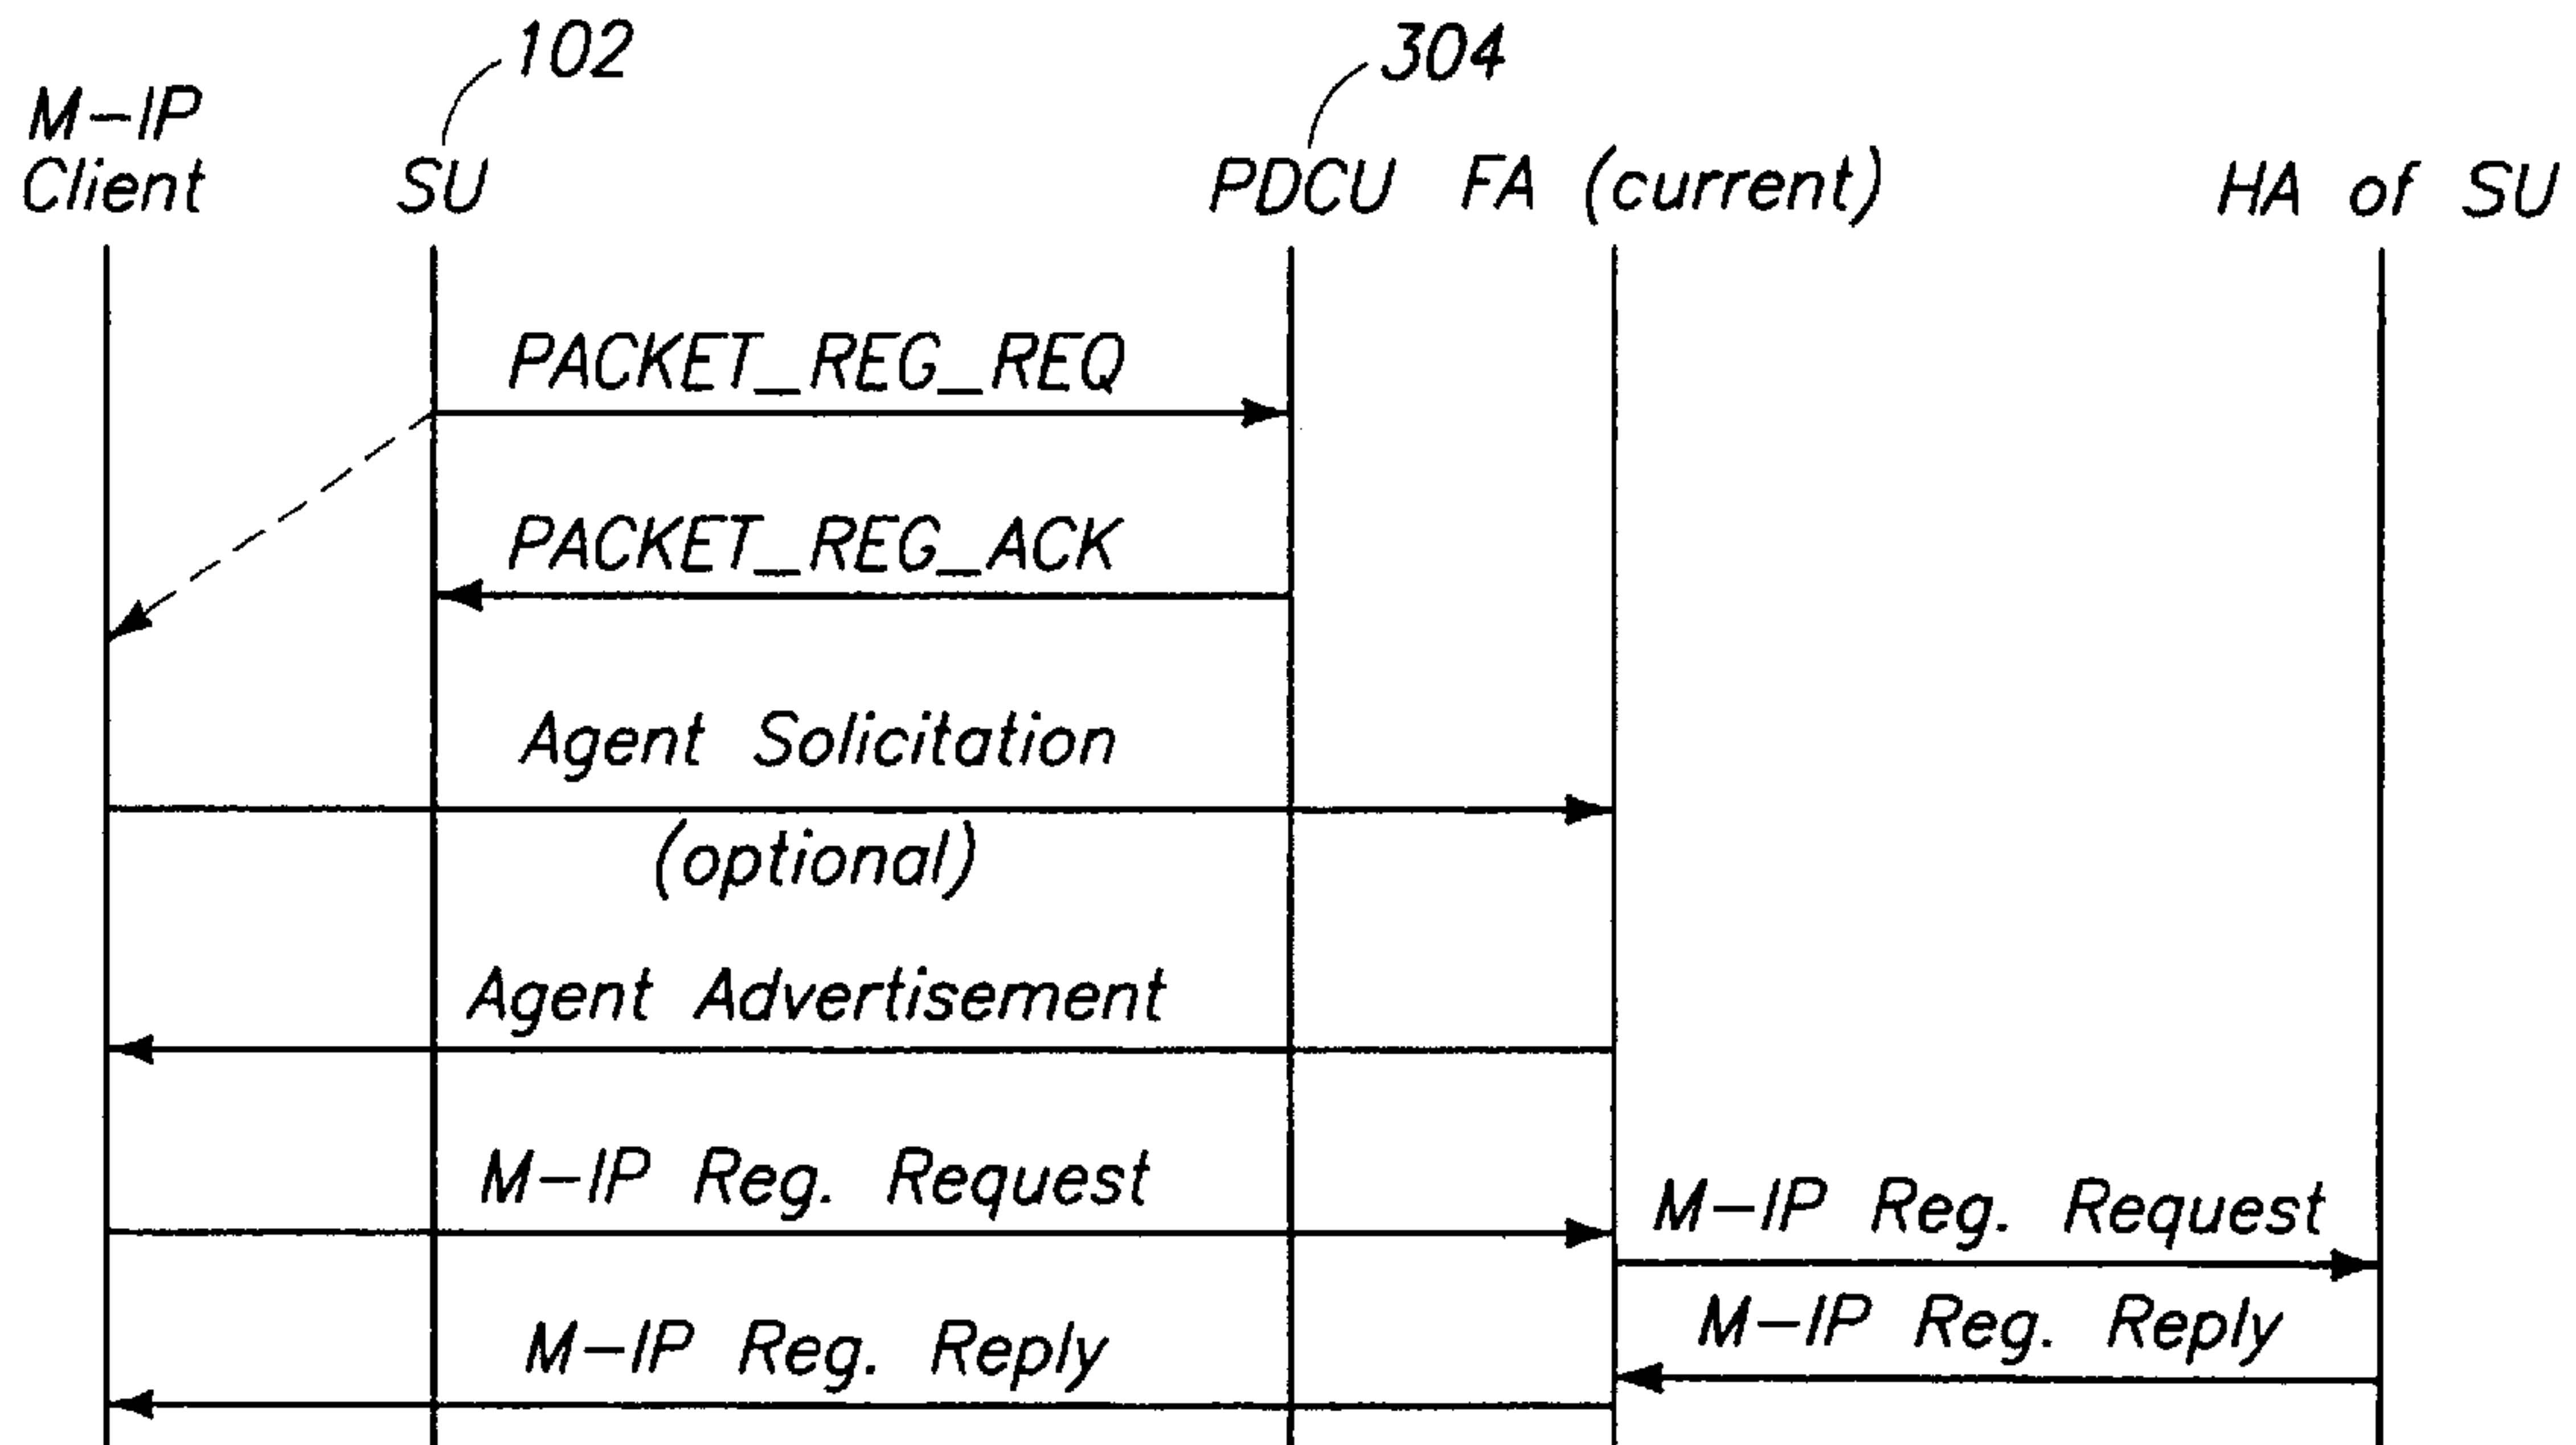 102
304
M-IP
Client
SU
PDCU
FA (current)
HA of SU
PACKET_REG_REQ
PACKET_REG_ACK
Agent Solicitation
(optional)
Agent Advertisement
M-IP Reg. Request
M-IP Reg. Request
M-IP Reg. Reply
M-IP Reg. Reply